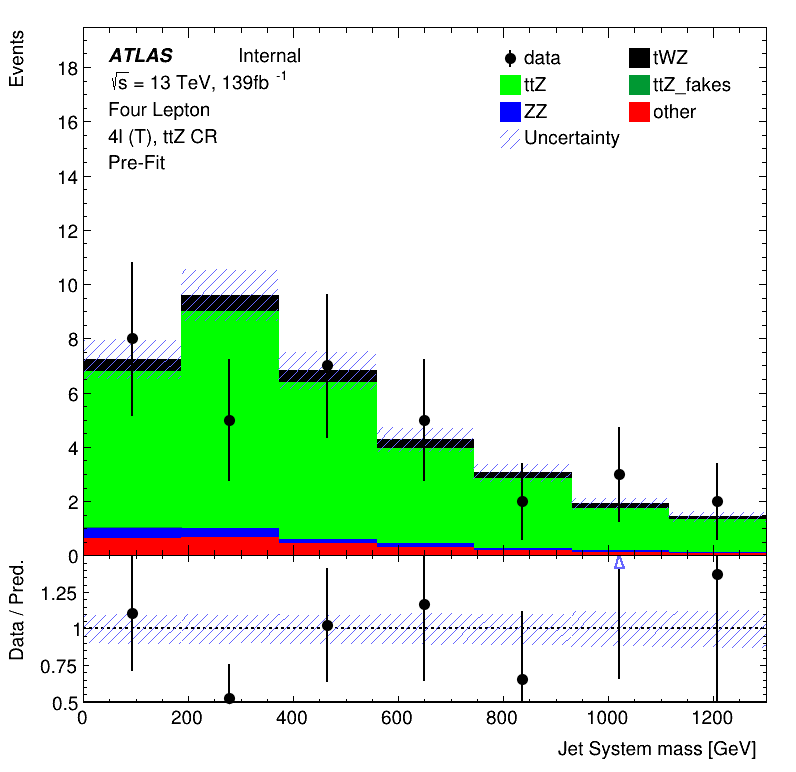 Events
ATLAS Internal
√s = 13 TeV, 139fb -1
Four Lepton
4l (T), ttZ CR
Pre-Fit
data
tWZ
ttZ
ttZ_fakes
ZZ
other
Uncertainty
18
16
14
12
10
8
6
4
2
0
Data / Pred.
1.25
1
0.75
0.5
0 200 400 600 800 1000 1200
Jet System mass [GeV]